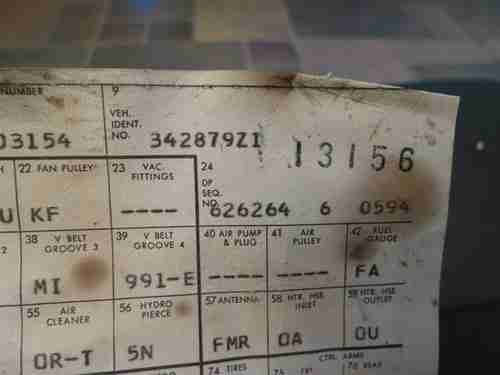 NUMBER 9
VEH.
IDENT.
NO. 342879Z1 13156
03154
22 FAN PULLEY 23 VAC. FITTINGS 24 DP SEQ. NO.
U KF ---- 626264 6 0594
38 V BELT GROOVE 3 39 V BELT GROOVE 4 40 AIR PUMP & PLUG 41 AIR PULLEY 42 FUEL GAUGE
MI 991-E ---- ---- FA
55 AIR CLEANER 56 HYDRO PIERCE 57 ANTENNA 58 HTR. HSE. INLET 59 HTR. HSE. OUTLET
OR-T 5N FMR OA OU
74 TIRES 75 CTRL ARMS 76 REAR